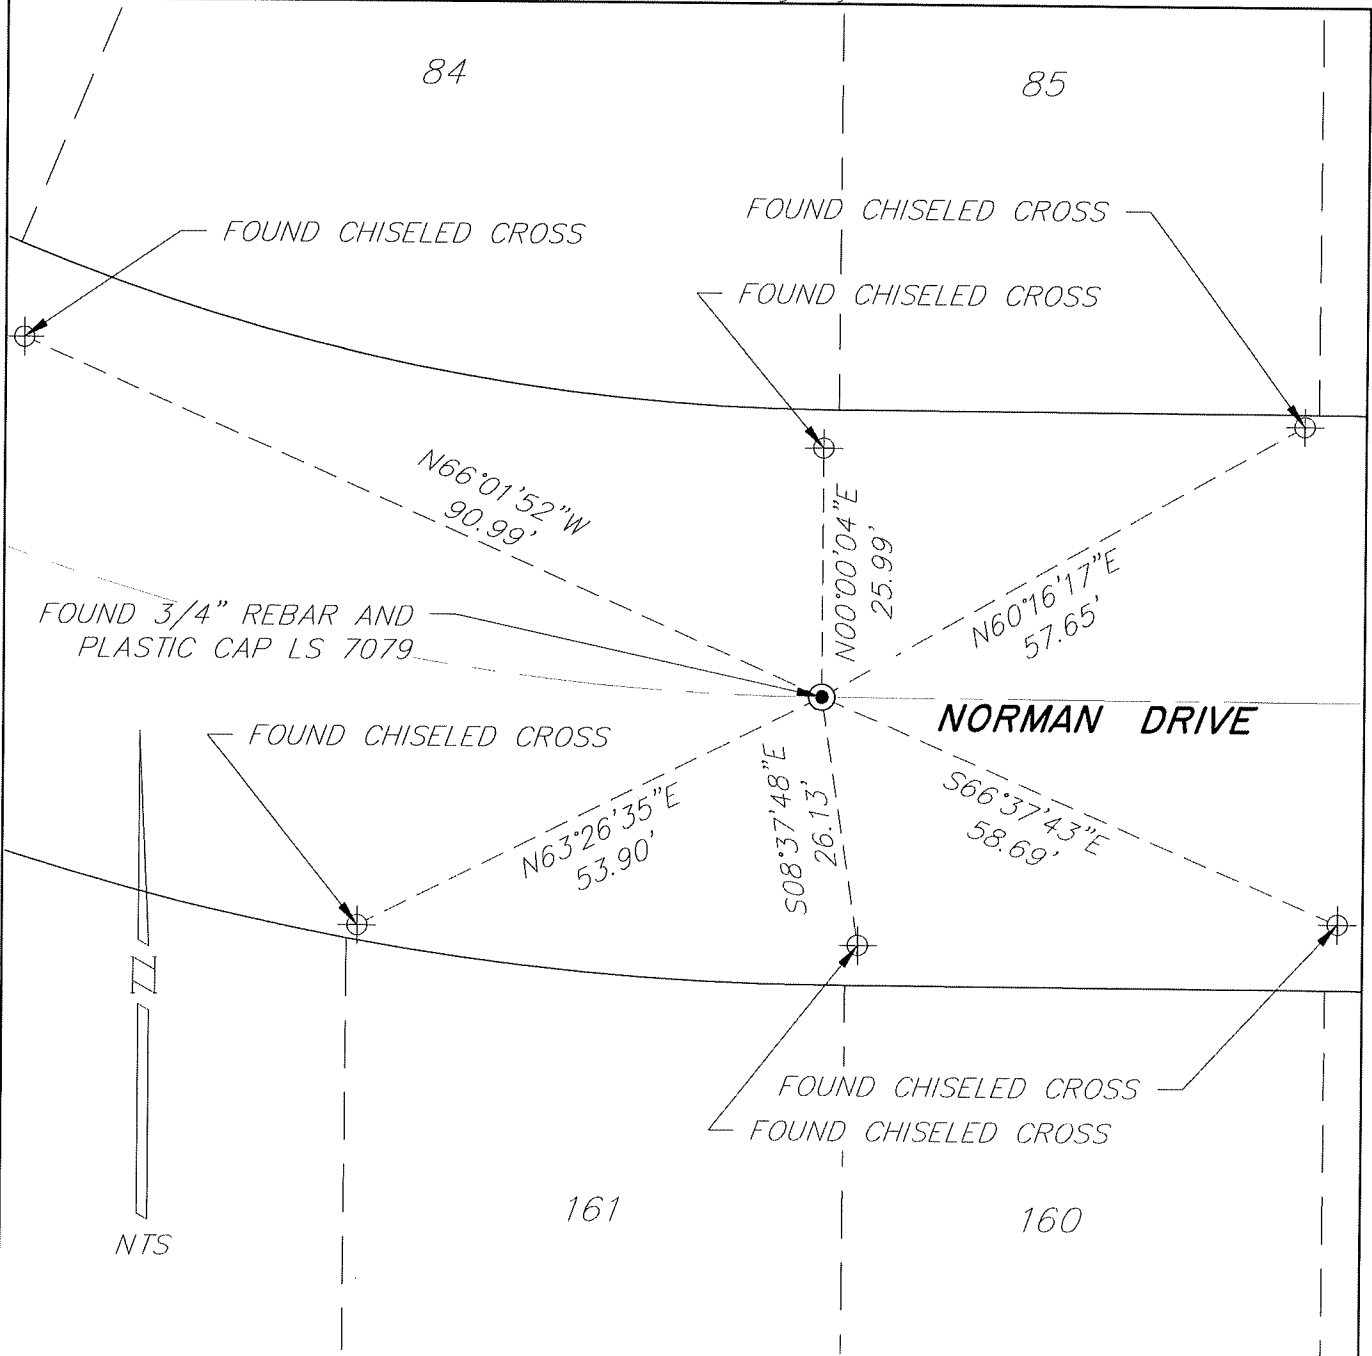 84
85
FOUND CHISELED CROSS
FOUND CHISELED CROSS
FOUND CHISELED CROSS
N66°01'52"W
90.99'
N00°00'04"E
25.99'
N60°16'17"E
57.65'
FOUND 3/4" REBAR AND
PLASTIC CAP LS 7079
NORMAN DRIVE
FOUND CHISELED CROSS
N63°26'35"E
53.90'
S08°37'48"E
26.13'
S66°37'43"E
58.69'
N
FOUND CHISELED CROSS
FOUND CHISELED CROSS
161
160
NTS